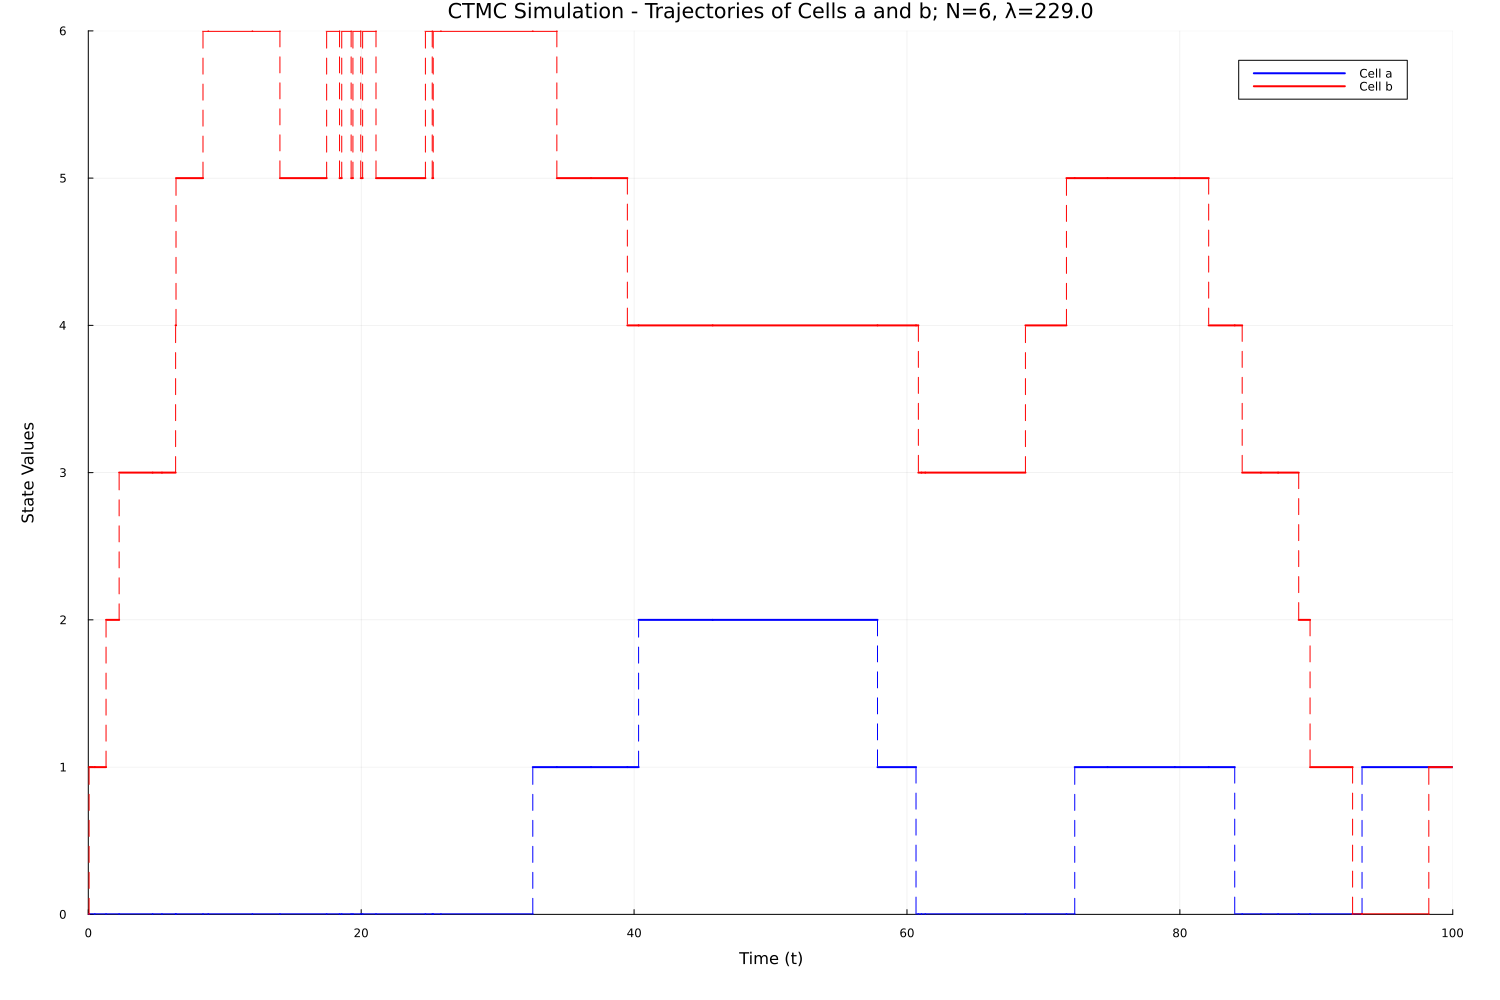 CTMC Simulation - Trajectories of Cells a and b; N=6, λ=229.0
Cell a
Cell b
State Values
6
5
4
3
2
1
0
0 20 40 60 80 100
Time (t)